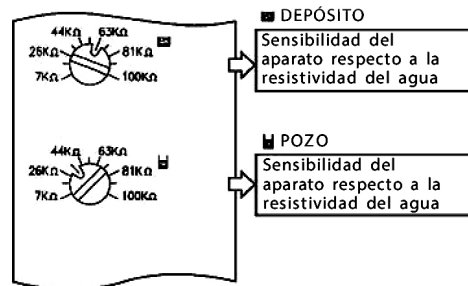 DEPÓSITO
44KΩ 63KΩ
26KΩ 81KΩ
7KΩ 100KΩ
Sensibilidad del
aparato respecto a la
resistividad del agua
POZO
44KΩ 63KΩ
26KΩ 81KΩ
7KΩ 100KΩ
Sensibilidad del
aparato respecto a la
resistividad del agua